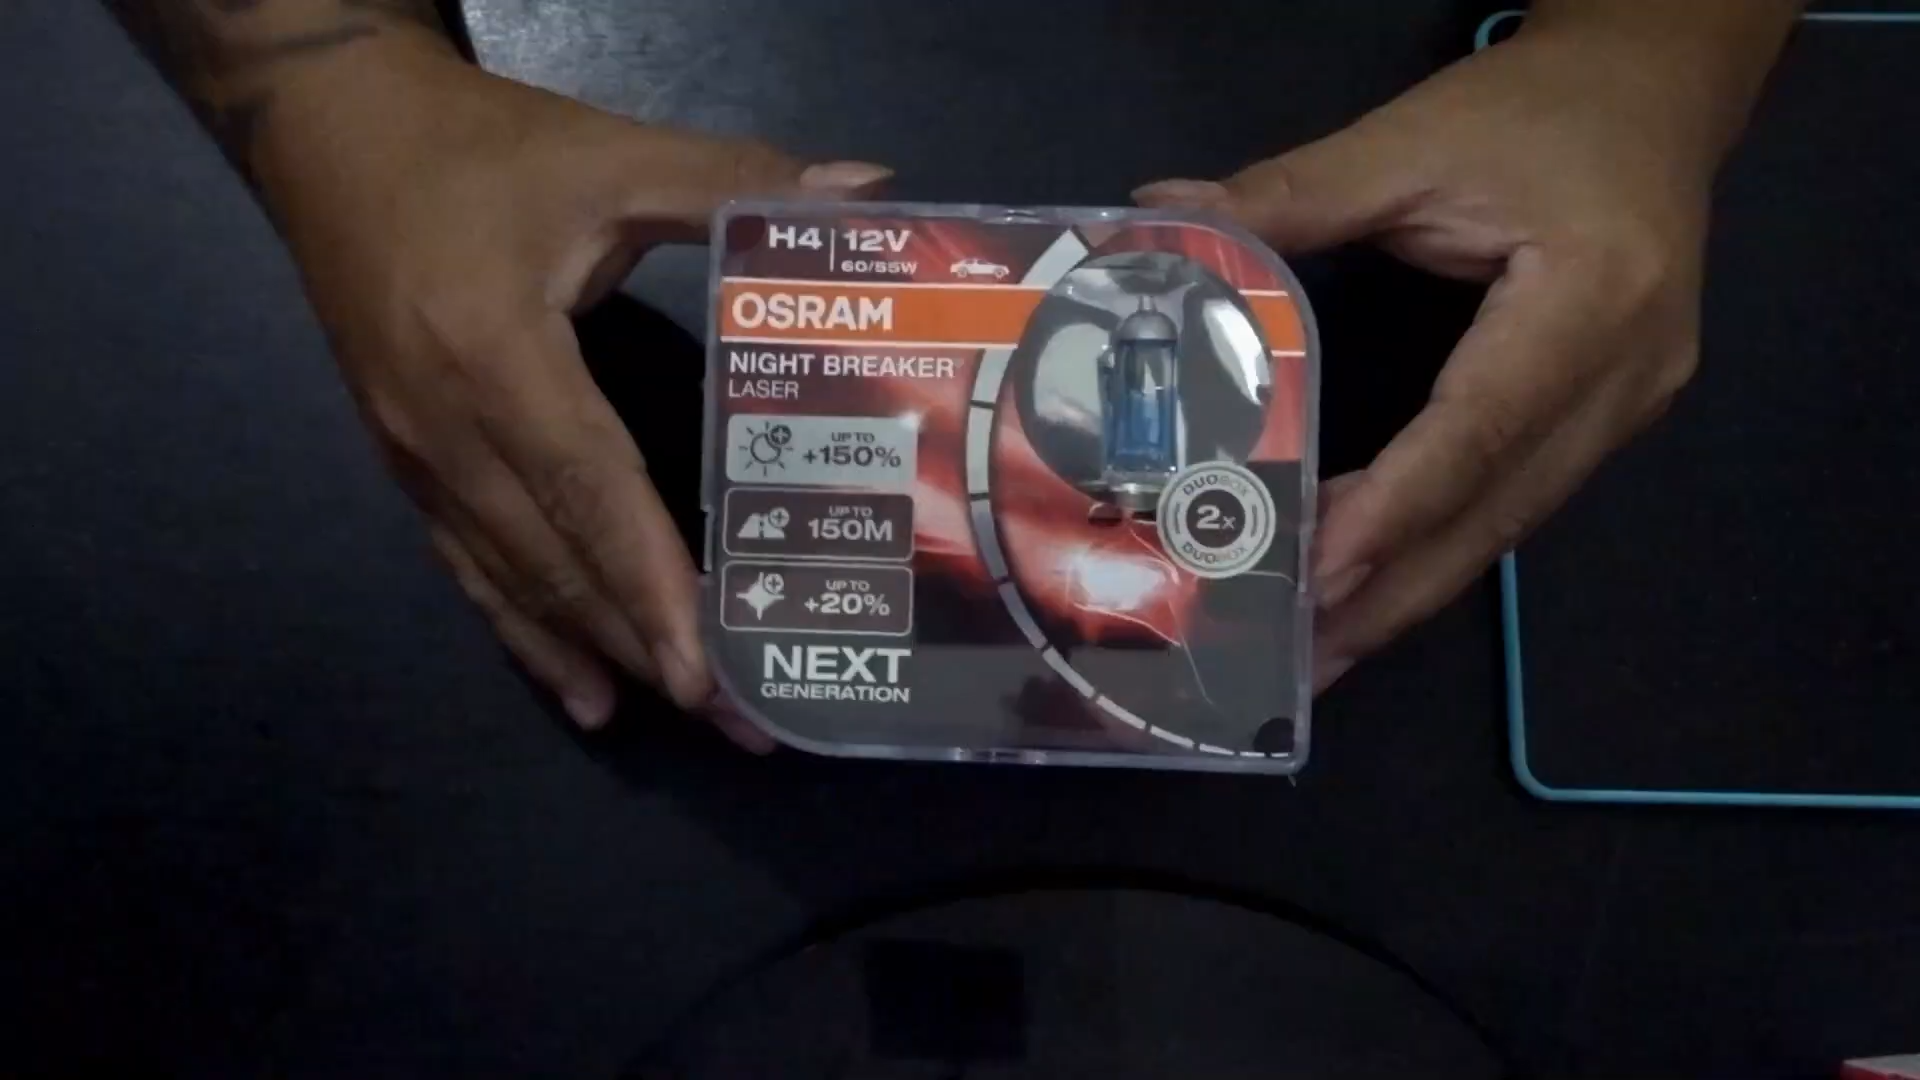 H4 12V
60/55W
OSRAM
NIGHT BREAKER®
LASER
UP TO
+150%
UP TO
150M
UP TO
+20%
NEXT
GENERATION
DUOBOX
2x
DUOBOX